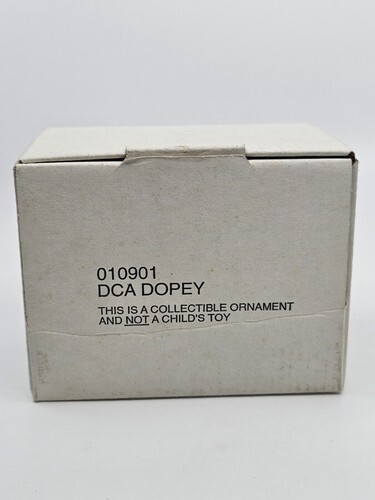 010901
DCA DOPEY
THIS IS A COLLECTIBLE ORNAMENT
AND NOT A CHILD'S TOY